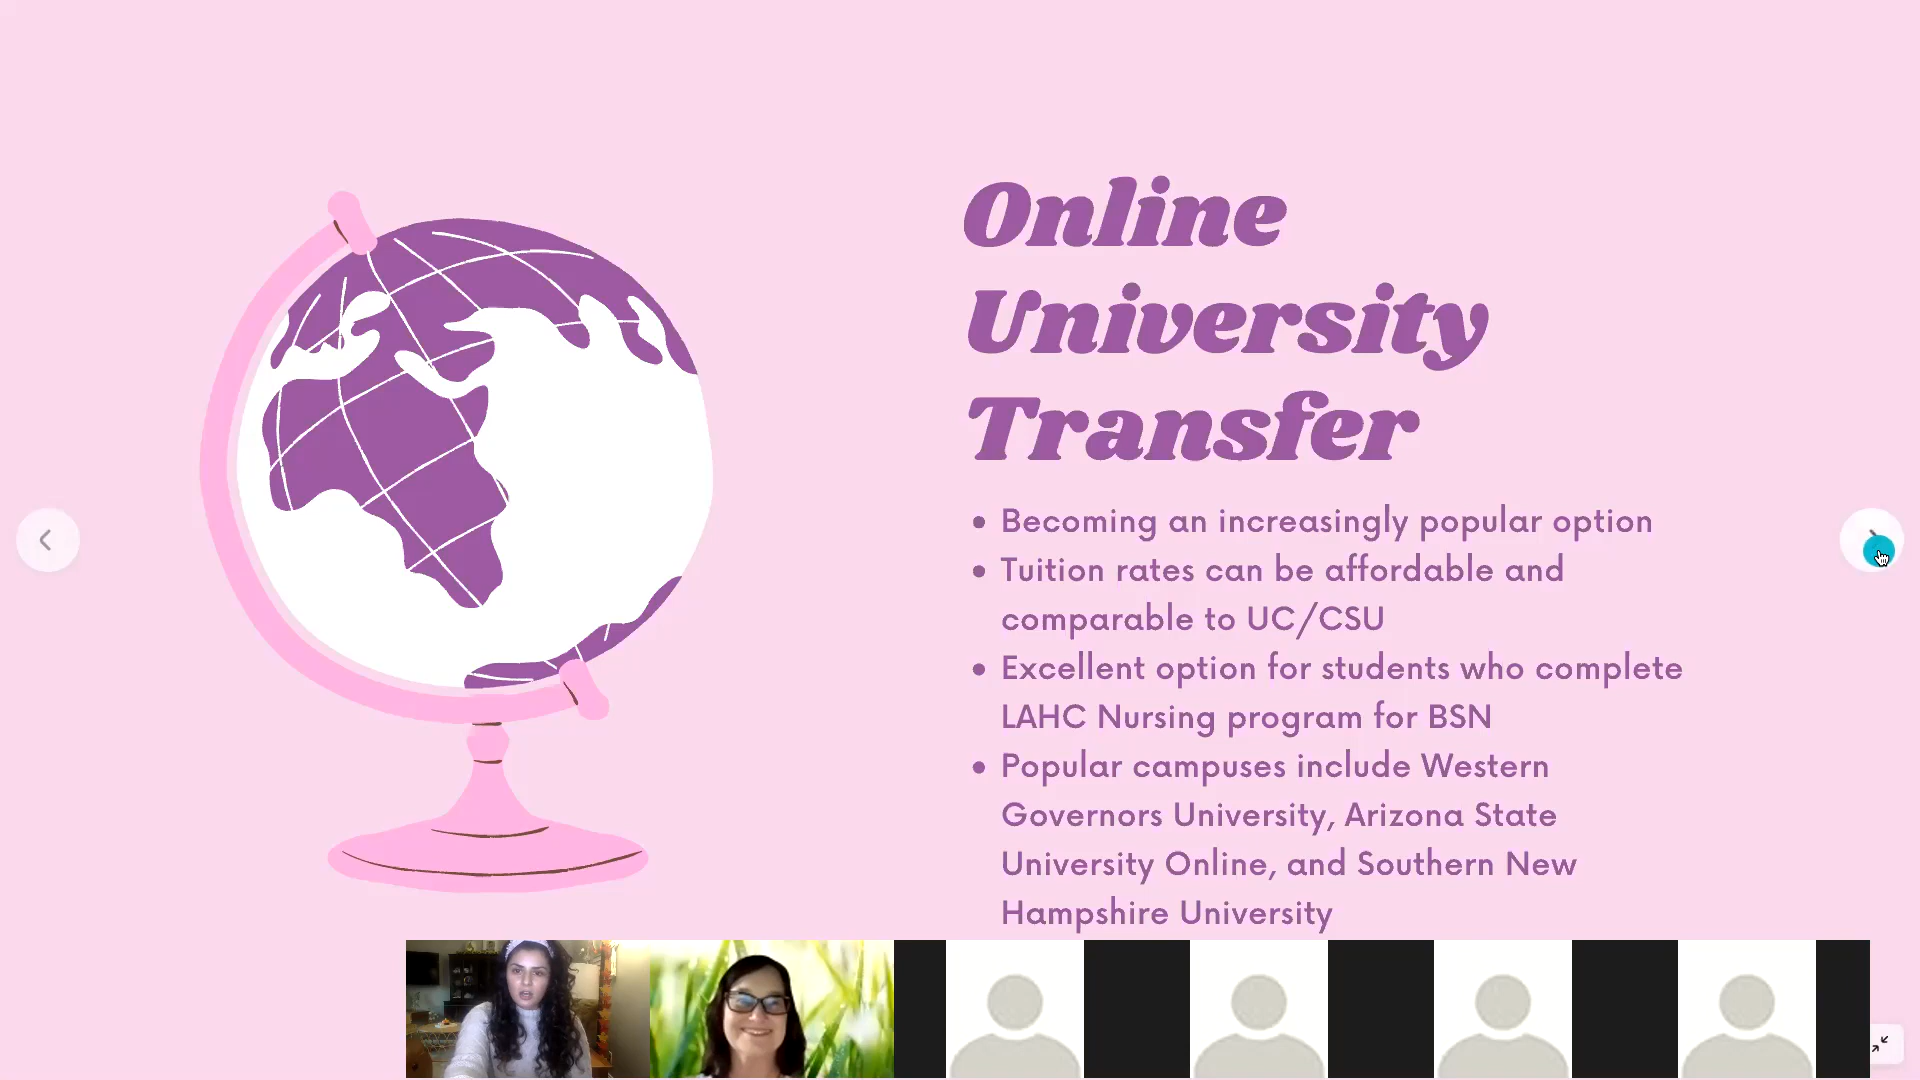 Online
University
Transfer
• Becoming an increasingly popular option
• Tuition rates can be affordable and
comparable to UC/CSU
• Excellent option for students who complete
LAHC Nursing program for BSN
• Popular campuses include Western
Governors University, Arizona State
University Online, and Southern New
Hampshire University